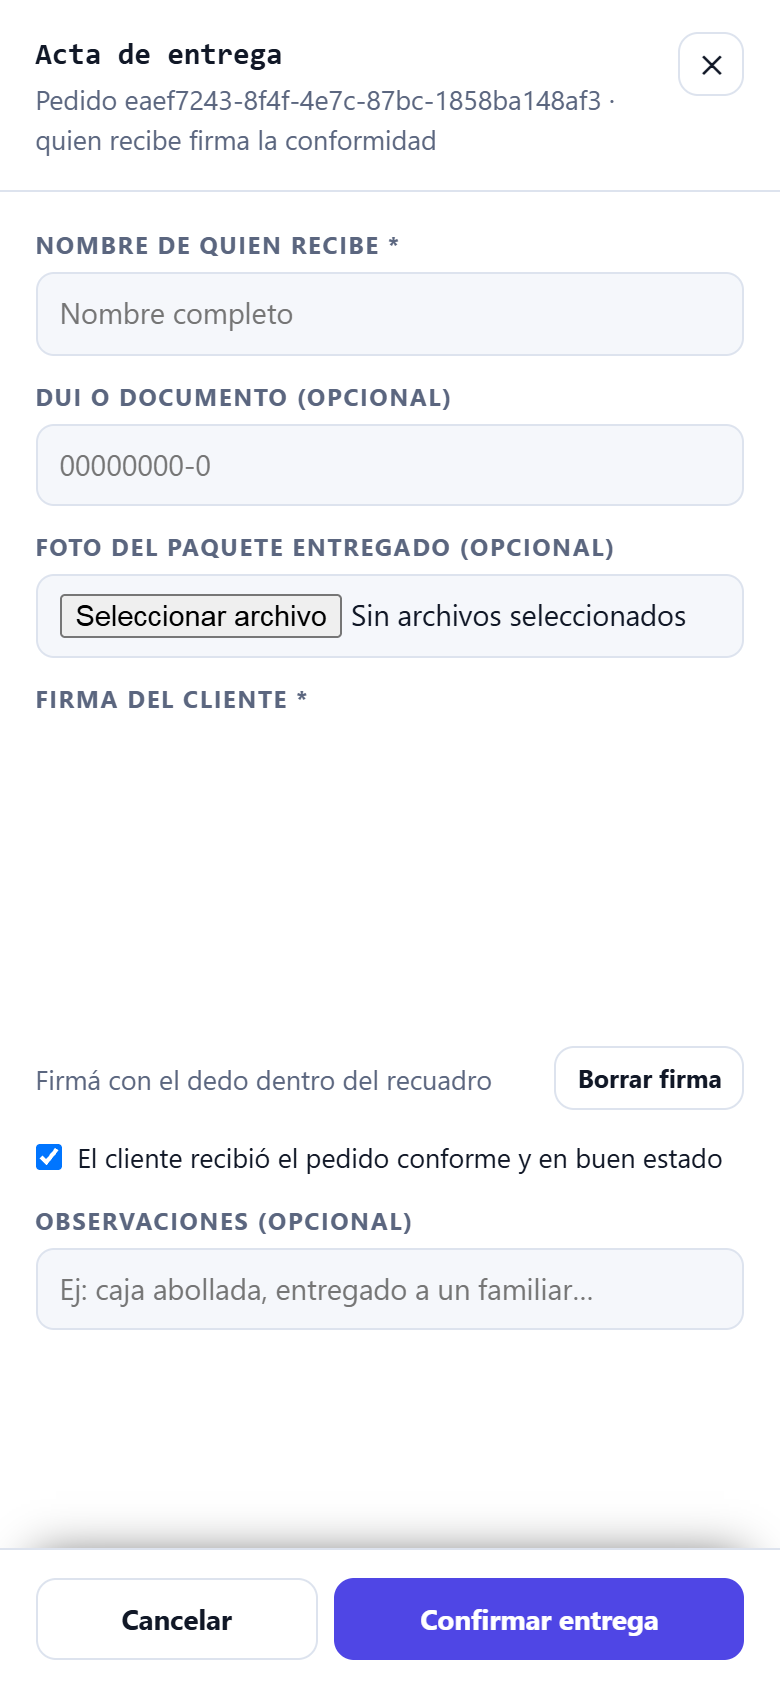 Acta de entrega
Pedido eaef7243-8f4f-4e7c-87bc-1858ba148af3 ·
quien recibe firma la conformidad
NOMBRE DE QUIEN RECIBE *
Nombre completo
DUI O DOCUMENTO (OPCIONAL)
00000000-0
FOTO DEL PAQUETE ENTREGADO (OPCIONAL)
Seleccionar archivo Sin archivos seleccionados
FIRMA DEL CLIENTE *
Firmá con el dedo dentro del recuadro Borrar firma
El cliente recibió el pedido conforme y en buen estado
OBSERVACIONES (OPCIONAL)
Ej: caja abollada, entregado a un familiar...
Cancelar Confirmar entrega